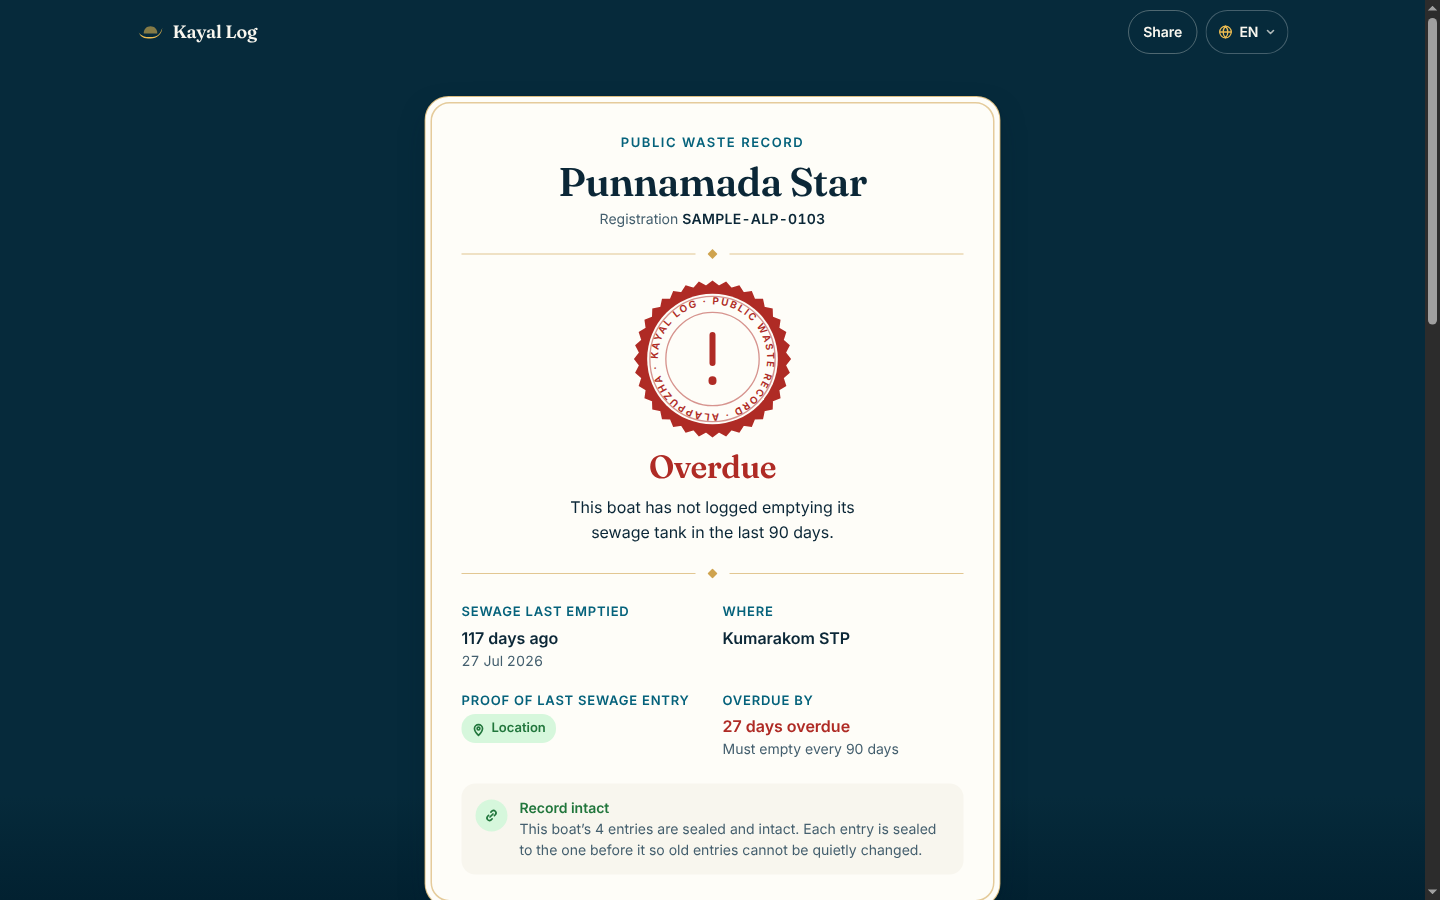 Kayal Log
Share
EN
PUBLIC WASTE RECORD
Punnamada Star
Registration SAMPLE-ALP-0103
KAYAL LOG · PUBLIC WASTE RECORD · ALAPPUZHA ·
Overdue
This boat has not logged emptying its
sewage tank in the last 90 days.
SEWAGE LAST EMPTIED
117 days ago
27 Jul 2026
WHERE
Kumarakom STP
PROOF OF LAST SEWAGE ENTRY
Location
OVERDUE BY
27 days overdue
Must empty every 90 days
Record intact
This boat’s 4 entries are sealed and intact. Each entry is sealed
to the one before it so old entries cannot be quietly changed.